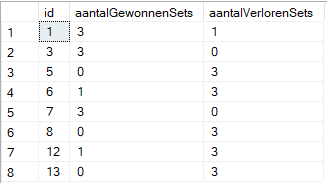 id aantalGewonnenSets aantalVerlorenSets
1 1 3 1
2 3 3 0
3 5 0 3
4 6 1 3
5 7 3 0
6 8 0 3
7 12 1 3
8 13 0 3